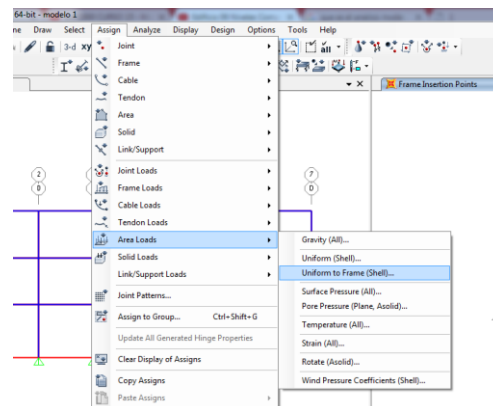 64-bit - modelo 1
ne Draw Select Assign Analyze Display Design Options Tools Help
3-d xy
Joint
Frame
Cable
Tendon
Area
Solid
Link/Support
Joint Loads
Frame Loads
Cable Loads
Tendon Loads
Area Loads
Solid Loads
Link/Support Loads
Joint Patterns...
Assign to Group... Ctrl+Shift+G
Update All Generated Hinge Properties
Clear Display of Assigns
Copy Assigns
Paste Assigns
Frame Insertion Points
2
D
7
D
Gravity (All)...
Uniform (Shell)...
Uniform to Frame (Shell)...
Surface Pressure (All)...
Pore Pressure (Plane, Asolid)...
Temperature (All)...
Strain (All)...
Rotate (Asolid)...
Wind Pressure Coefficients (Shell)...